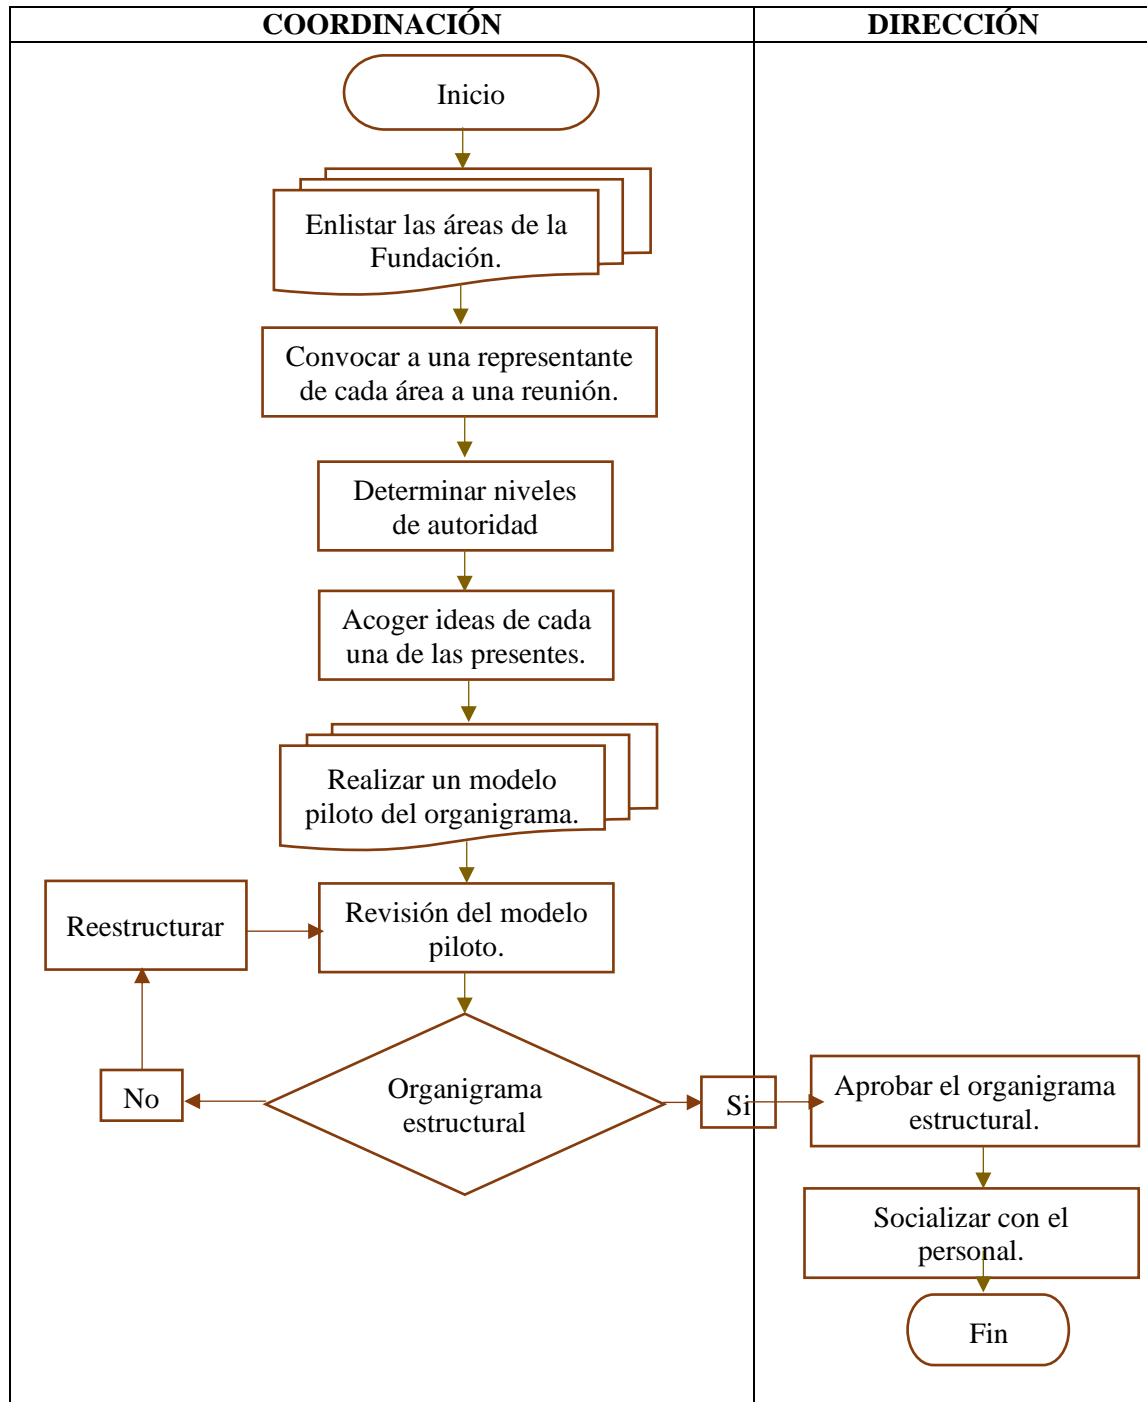 COORDINACIÓN
DIRECCIÓN
Inicio
Enlistar las áreas de la
Fundación.
Convocar a una representante
de cada área a una reunión.
Determinar niveles
de autoridad
Acoger ideas de cada
una de las presentes.
Realizar un modelo
piloto del organigrama.
Reestructurar
Revisión del modelo
piloto.
No
Organigrama
estructural
Si
Aprobar el organigrama
estructural.
Socializar con el
personal.
Fin